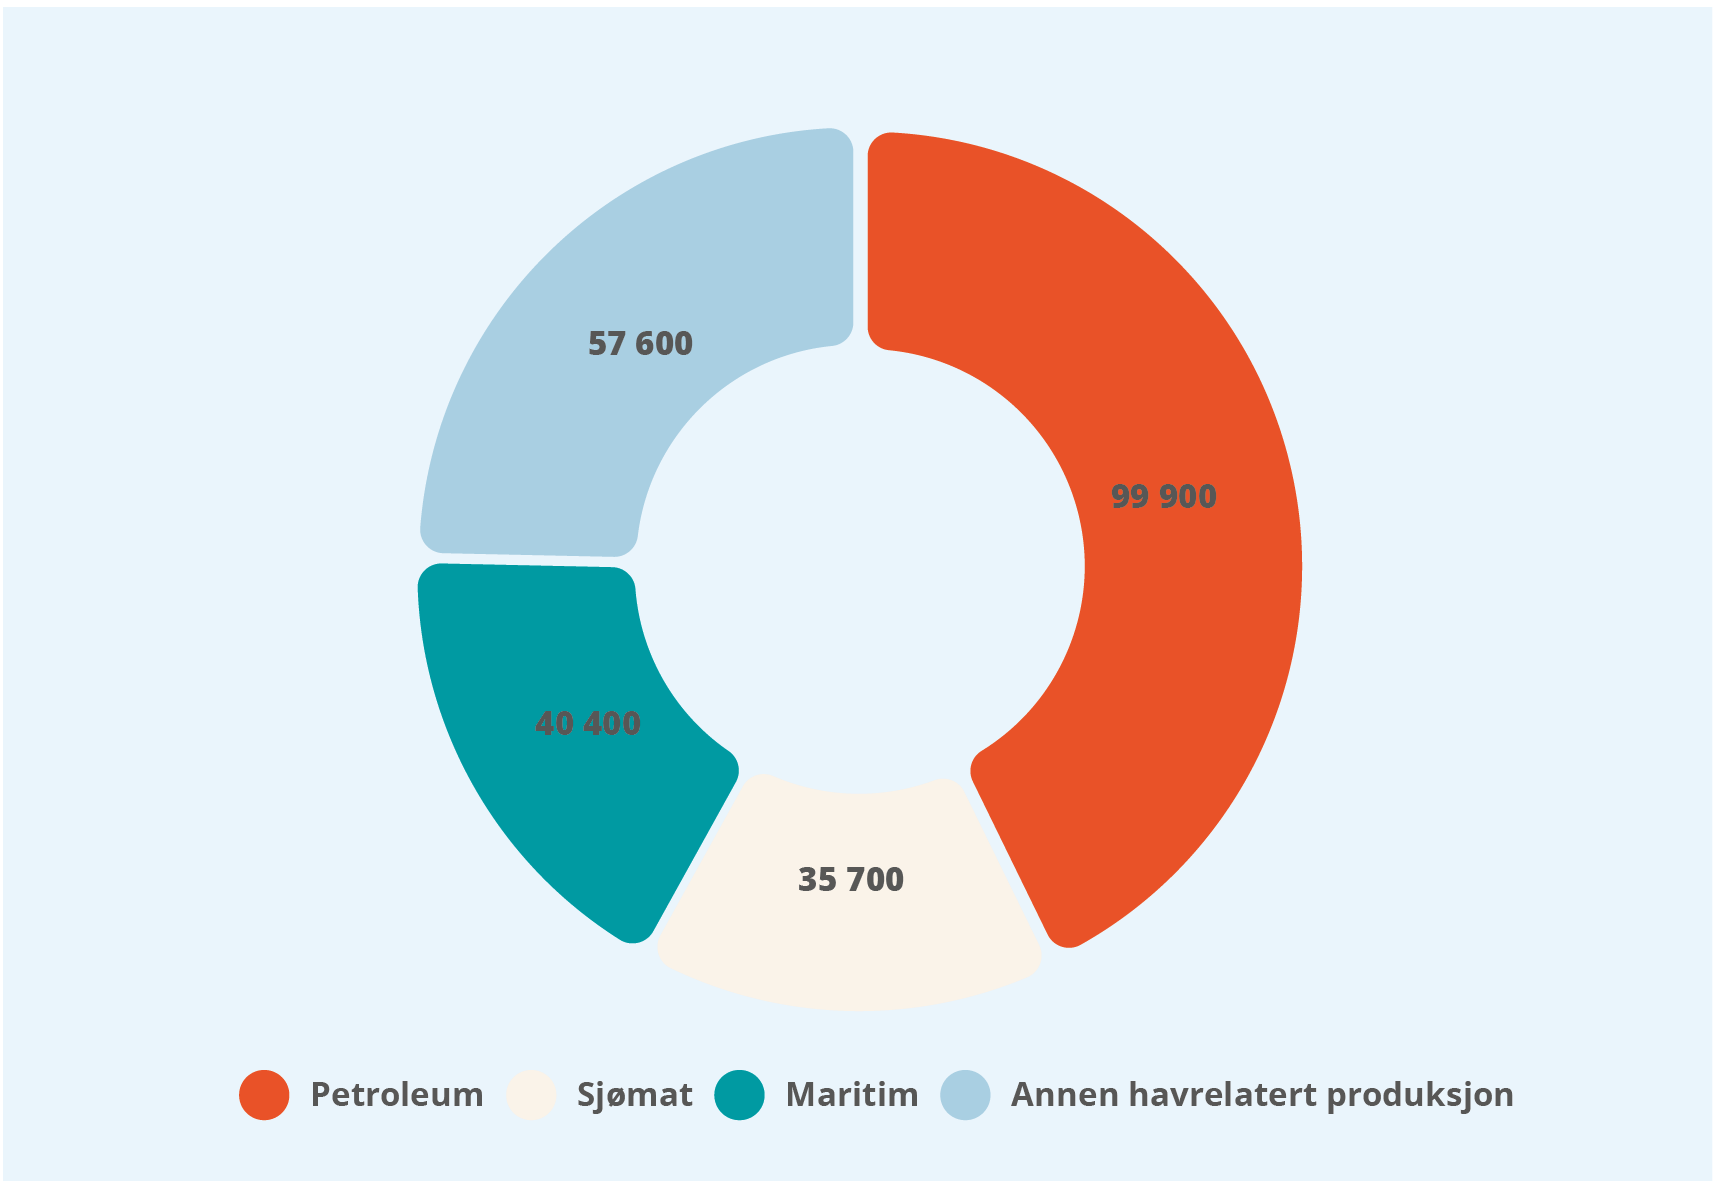 57 600
99 900
40 400
35 700
Petroleum Sjømat Maritim Annen havrelatert produksjon